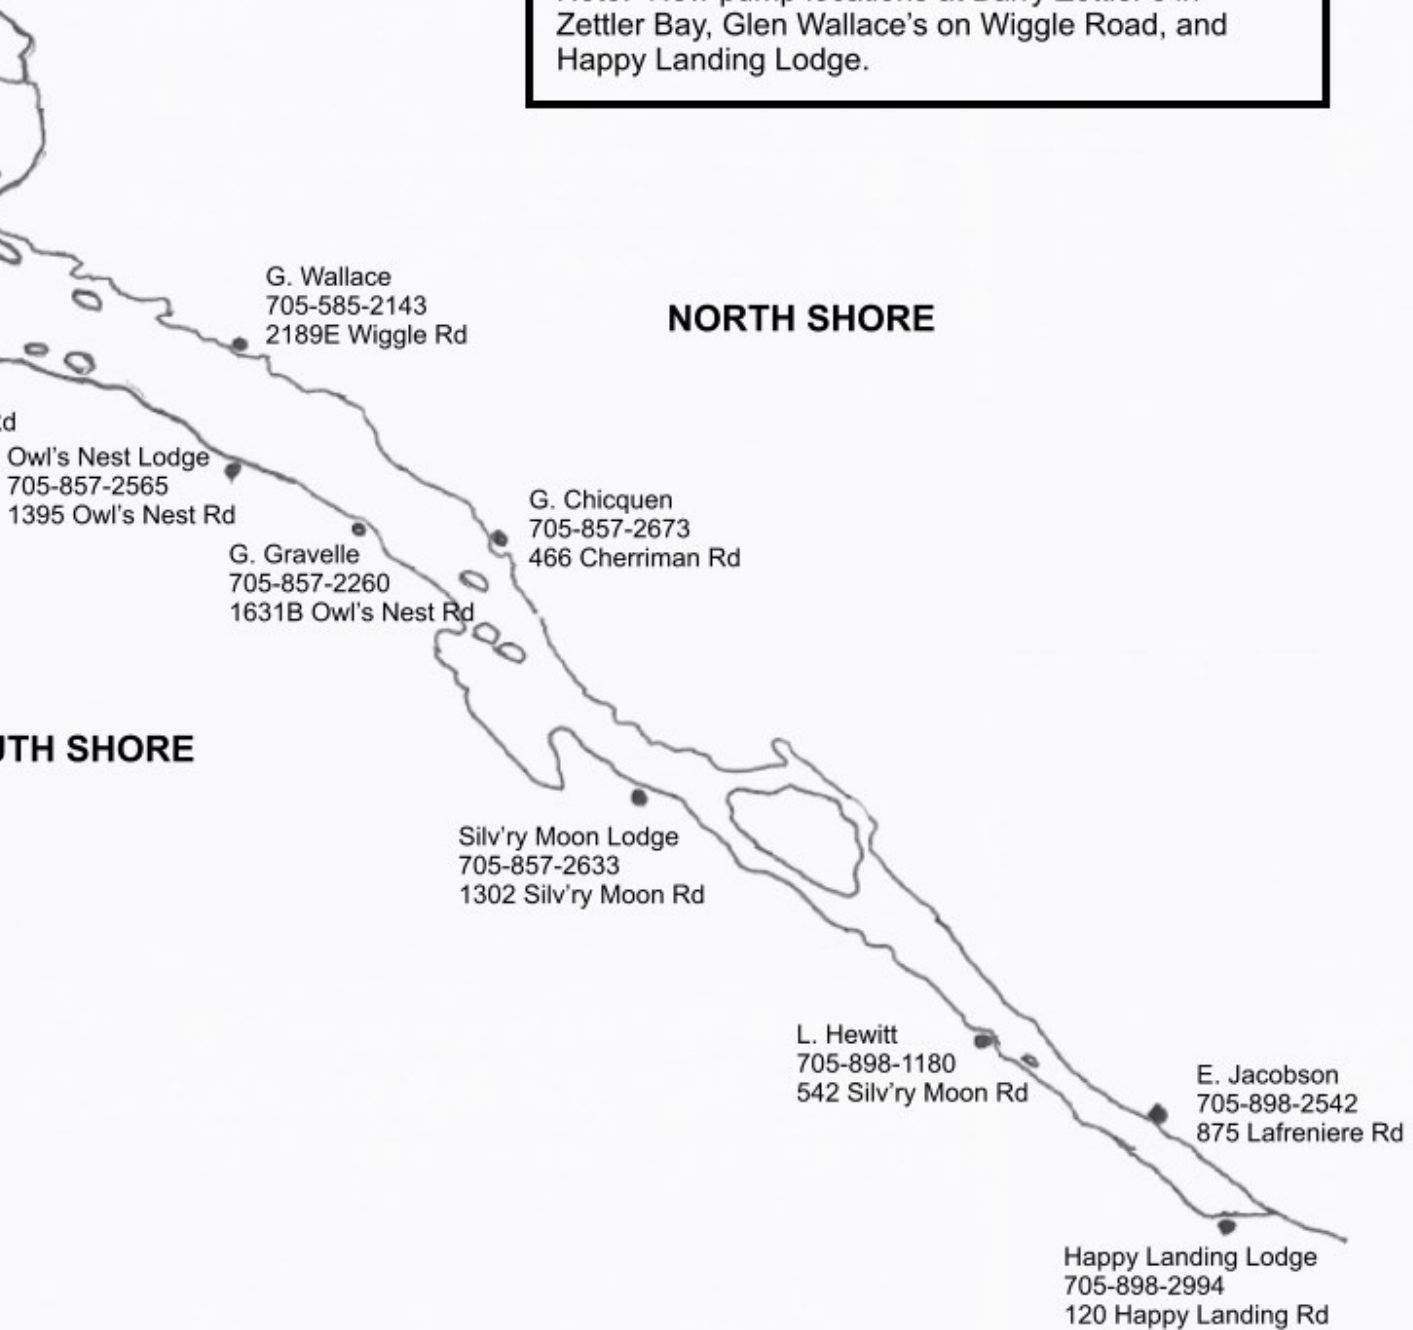 Zettler Bay, Glen Wallace's on Wiggle Road, and
Happy Landing Lodge.
G. Wallace
705-585-2143
2189E Wiggle Rd
NORTH SHORE
Owl's Nest Lodge
705-857-2565
1395 Owl's Nest Rd
G. Chicquen
705-857-2673
466 Cherriman Rd
G. Gravelle
705-857-2260
1631B Owl's Nest Rd
SHORE
Silv'ry Moon Lodge
705-857-2633
1302 Silv'ry Moon Rd
L. Hewitt
705-898-1180
542 Silv'ry Moon Rd
E. Jacobson
705-898-2542
875 Lafreniere Rd
Happy Landing Lodge
705-898-2994
120 Happy Landing Rd